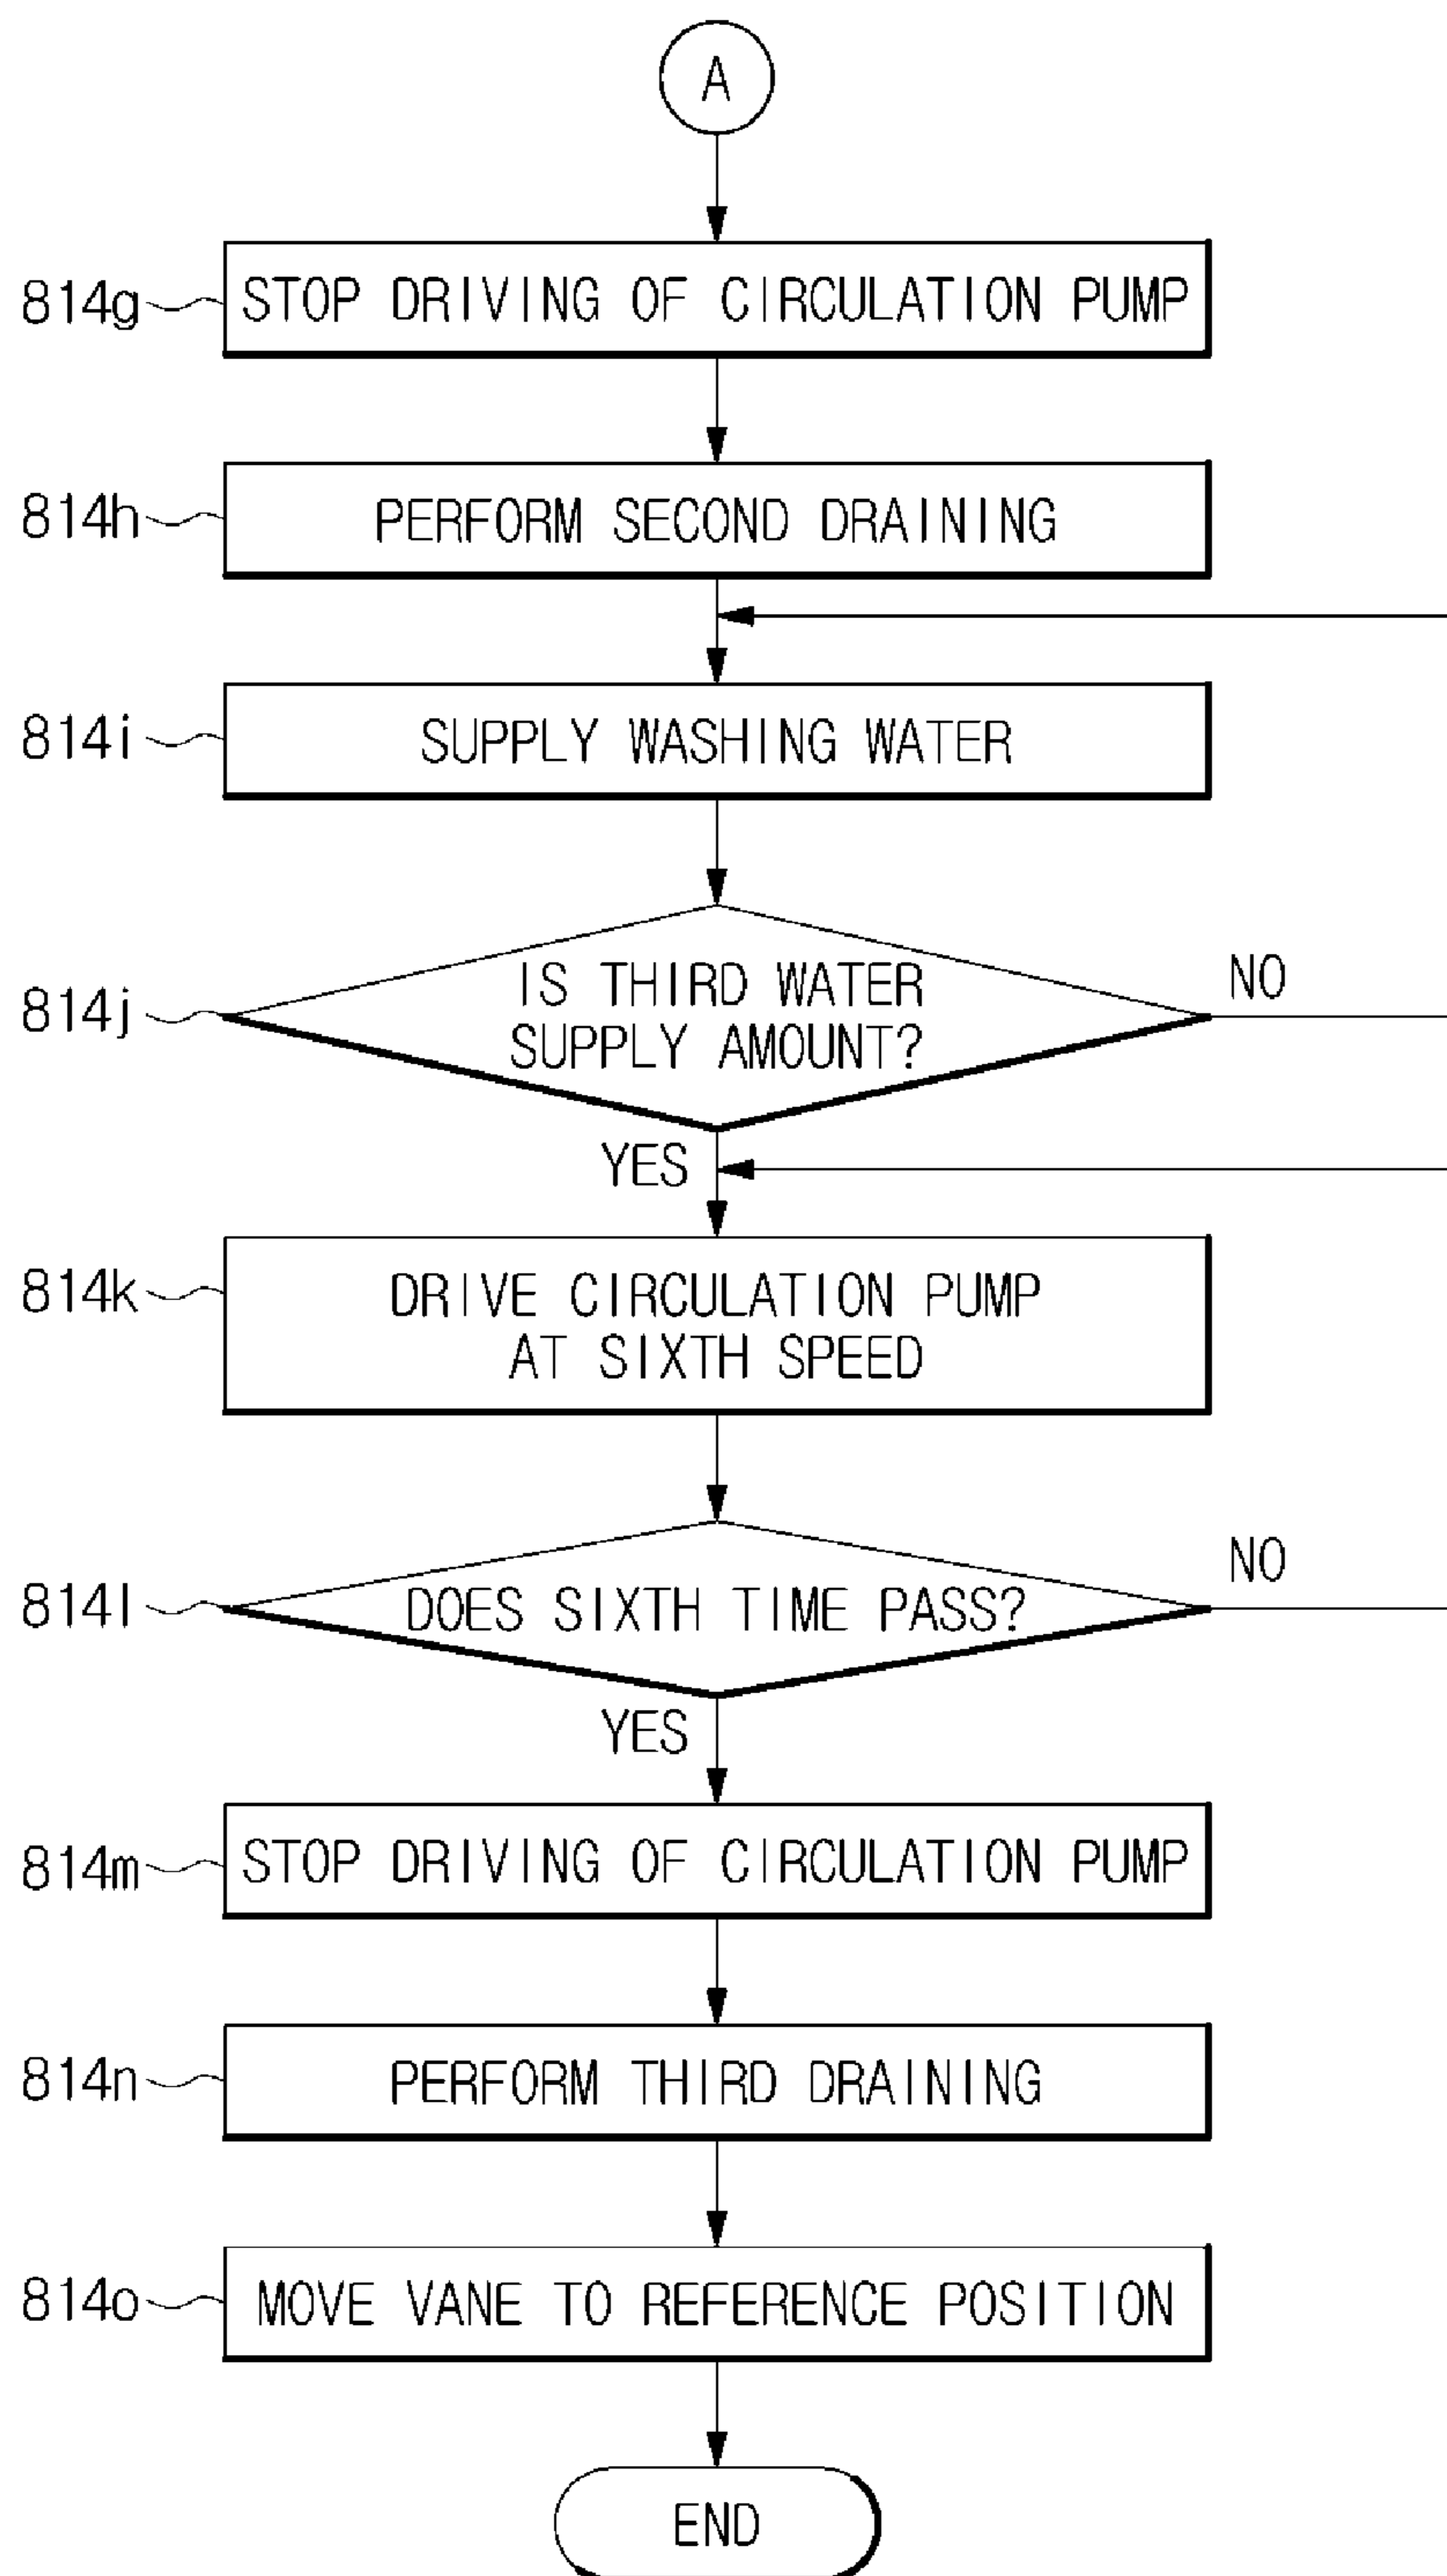 A
814g STOP DRIVING OF CIRCULATION PUMP
814h PERFORM SECOND DRAINING
814i SUPPLY WASHING WATER
814j IS THIRD WATER
SUPPLY AMOUNT?
NO
YES
814k DRIVE CIRCULATION PUMP
AT SIXTH SPEED
814l DOES SIXTH TIME PASS?
NO
YES
814m STOP DRIVING OF CIRCULATION PUMP
814n PERFORM THIRD DRAINING
814o MOVE VANE TO REFERENCE POSITION
END